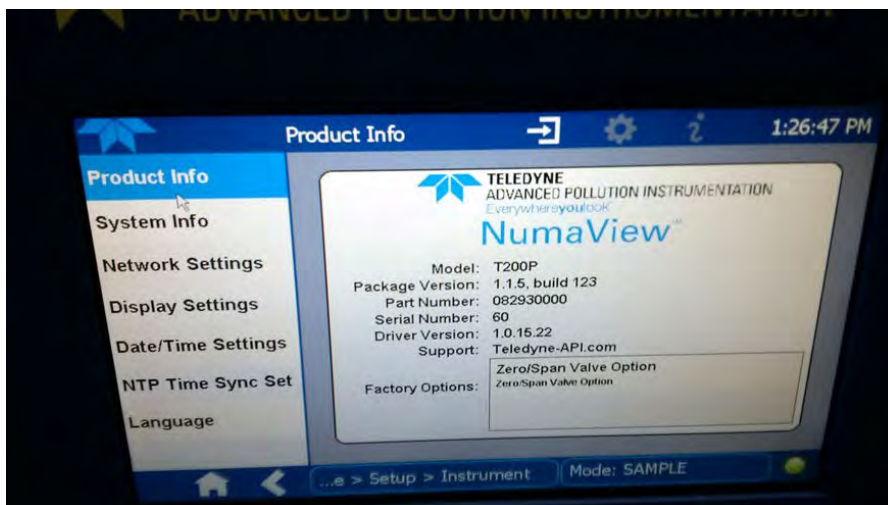 ADVANCED POLLUTION INSTRUMENTATION
Product Info
1:26:47 PM
Product Info
System Info
Network Settings
Display Settings
Date/Time Settings
NTP Time Sync Set
Language
TELEDYNE
ADVANCED POLLUTION INSTRUMENTATION
Everywhereyoulook
NumaView™
Model: T200P
Package Version: 1.1.5, build 123
Part Number: 082930000
Serial Number: 60
Driver Version: 1.0.15.22
Support: Teledyne-API.com
Factory Options:
Zero/Span Valve Option
Zero/Span Valve Option
...e > Setup > Instrument
Mode: SAMPLE